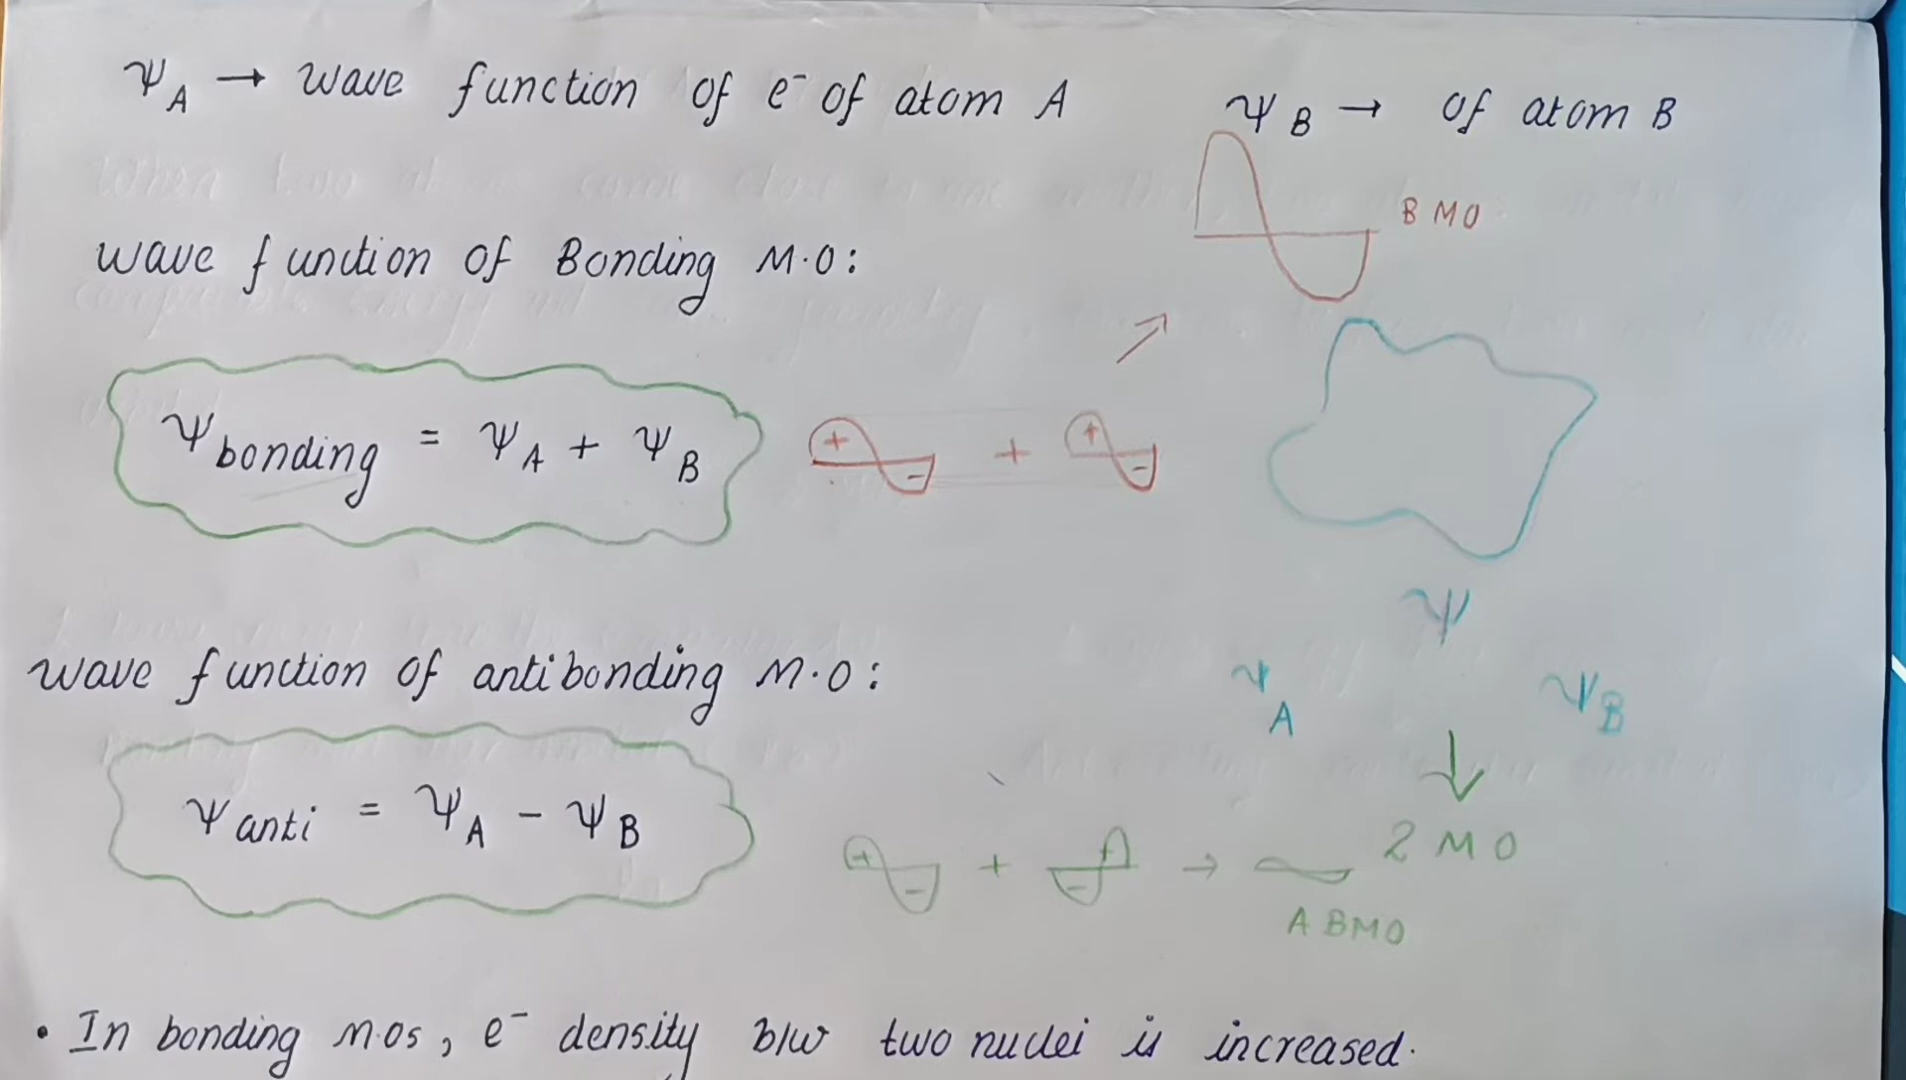 ψA → wave function of e⁻ of atom A
ψB → of atom B
BMO
wave function of Bonding M.O:
ψbonding = ψA + ψB
+ - + + -
ψ
wave function of antibonding M.O:
ψA ψB
↓
ψanti = ψA - ψB
+ - + - + → 2 MO
ABMO
• In bonding M.Os, e⁻ density b/w two nuclei is increased.